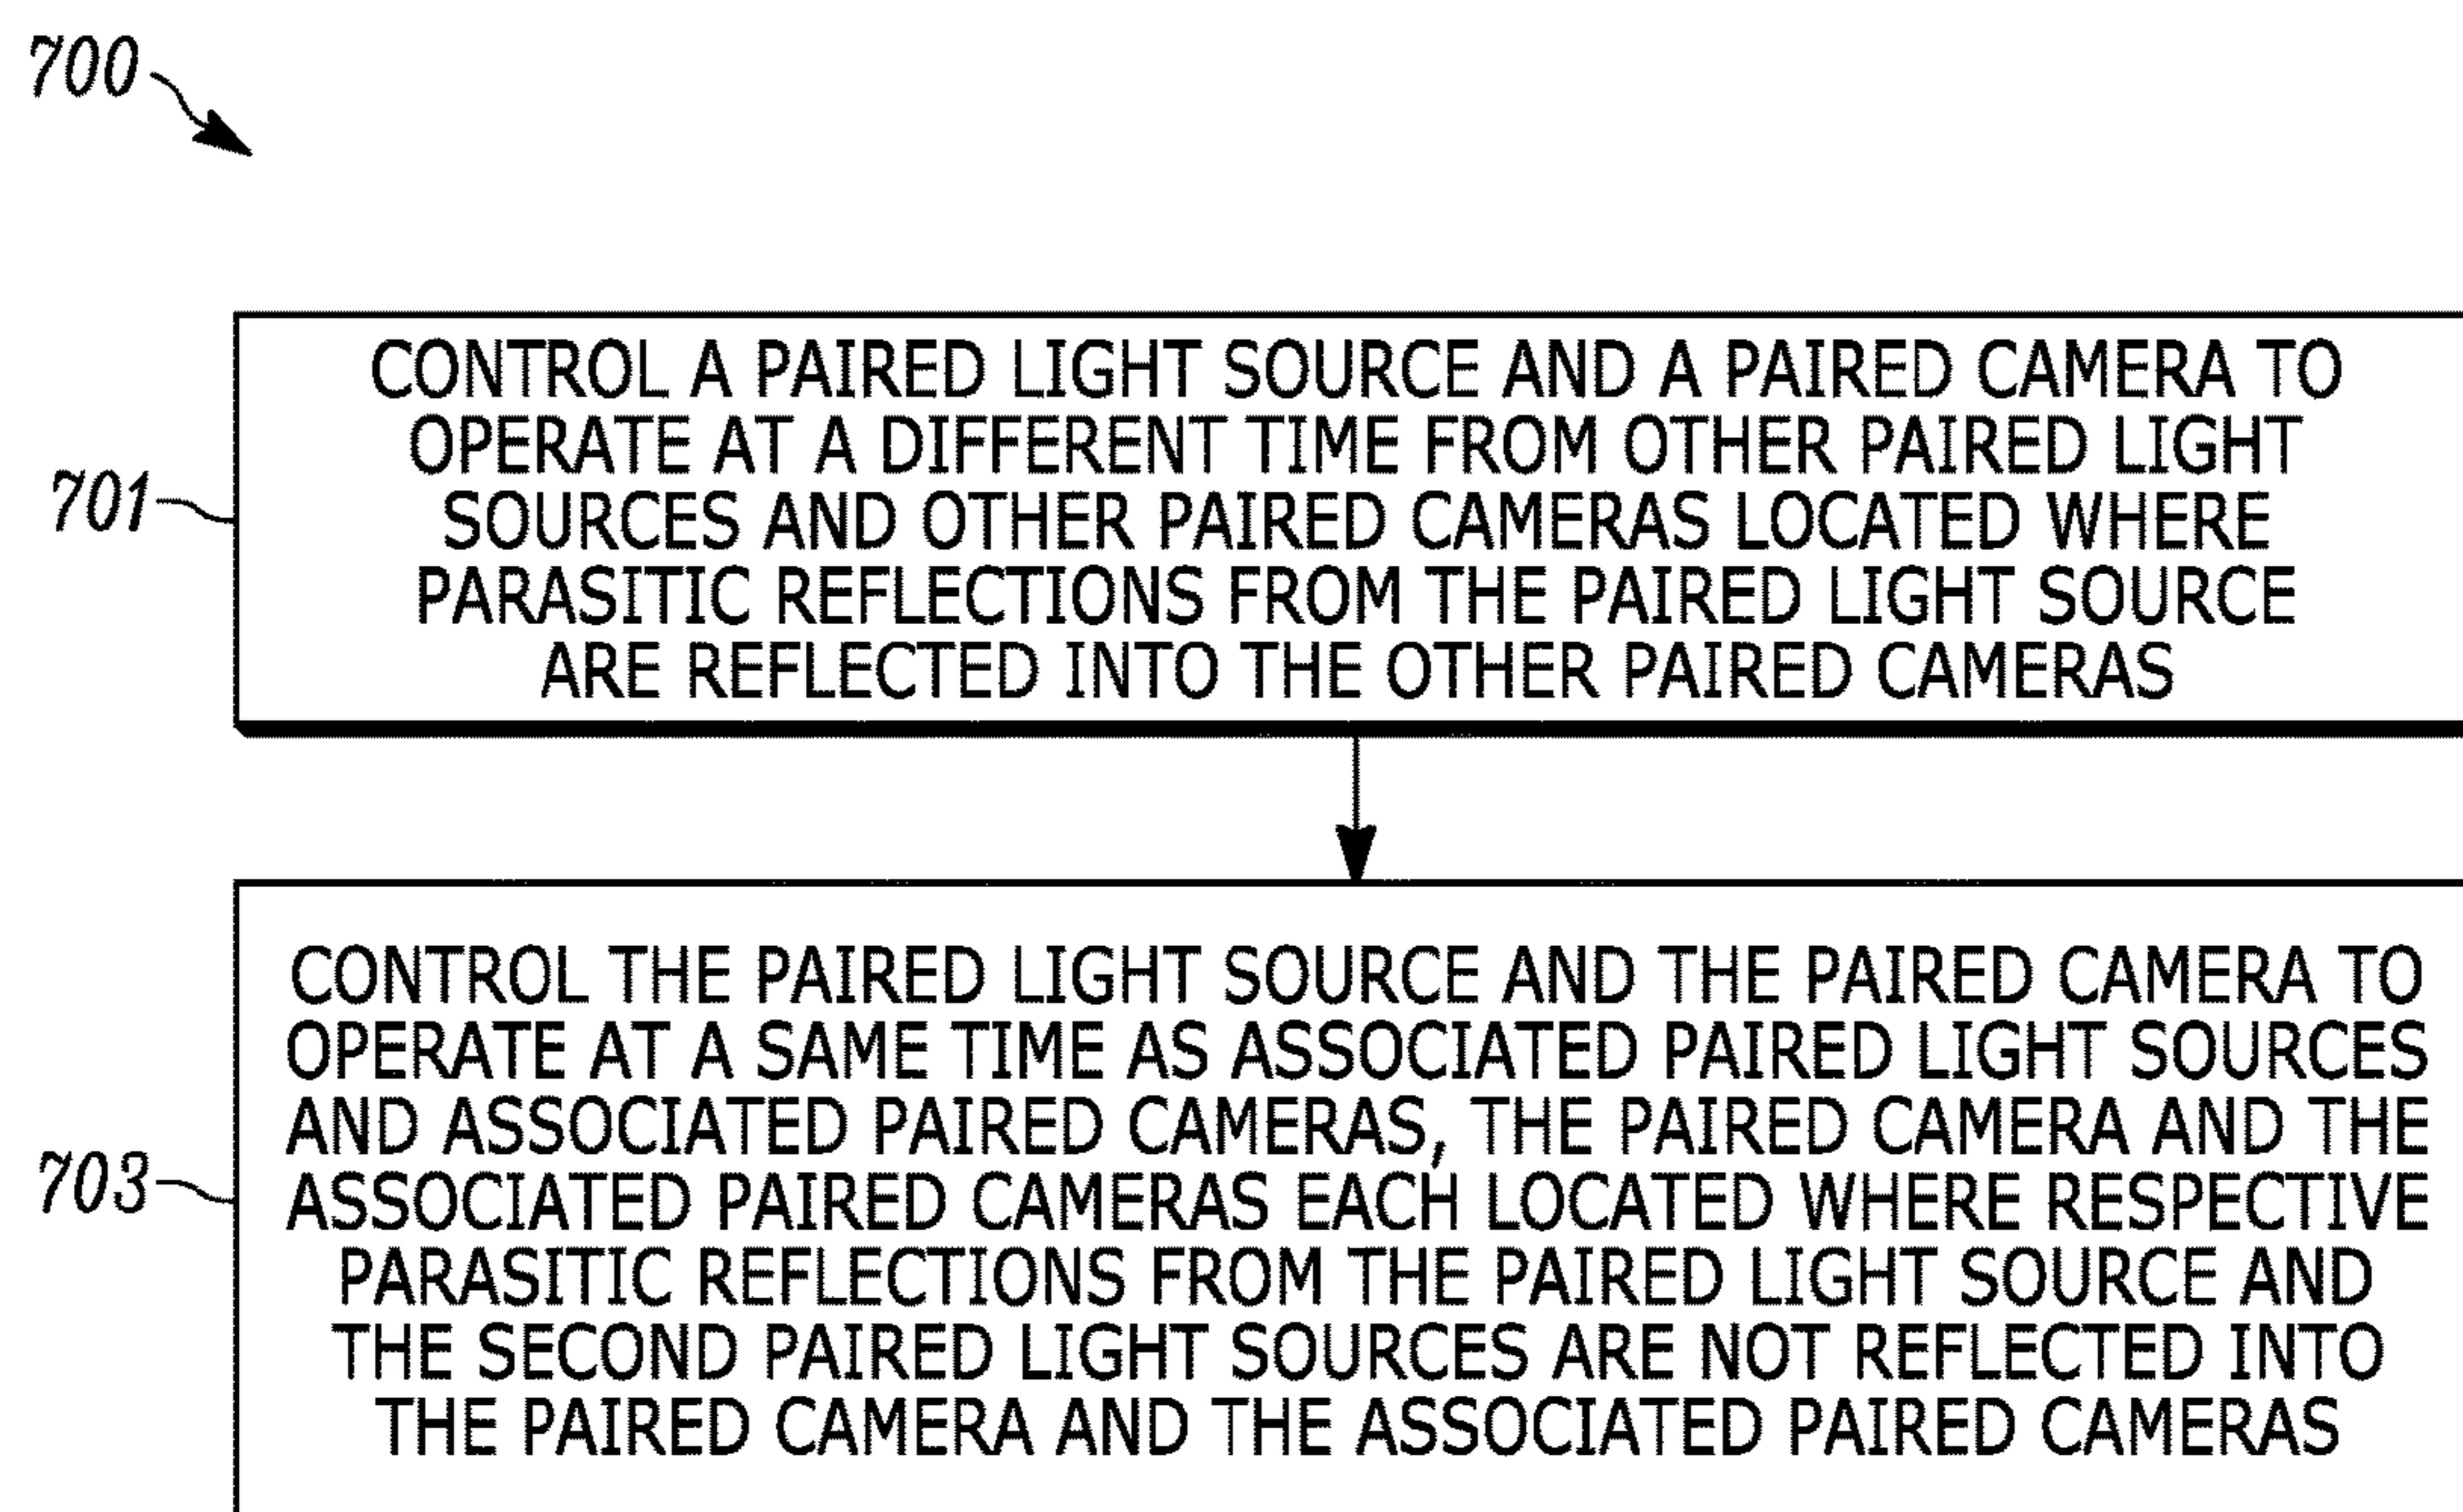 700
701
CONTROL A PAIRED LIGHT SOURCE AND A PAIRED CAMERA TO
OPERATE AT A DIFFERENT TIME FROM OTHER PAIRED LIGHT
SOURCES AND OTHER PAIRED CAMERAS LOCATED WHERE
PARASITIC REFLECTIONS FROM THE PAIRED LIGHT SOURCE
ARE REFLECTED INTO THE OTHER PAIRED CAMERAS
703
CONTROL THE PAIRED LIGHT SOURCE AND THE PAIRED CAMERA TO
OPERATE AT A SAME TIME AS ASSOCIATED PAIRED LIGHT SOURCES
AND ASSOCIATED PAIRED CAMERAS, THE PAIRED CAMERA AND THE
ASSOCIATED PAIRED CAMERAS EACH LOCATED WHERE RESPECTIVE
PARASITIC REFLECTIONS FROM THE PAIRED LIGHT SOURCE AND
THE SECOND PAIRED LIGHT SOURCES ARE NOT REFLECTED INTO
THE PAIRED CAMERA AND THE ASSOCIATED PAIRED CAMERAS